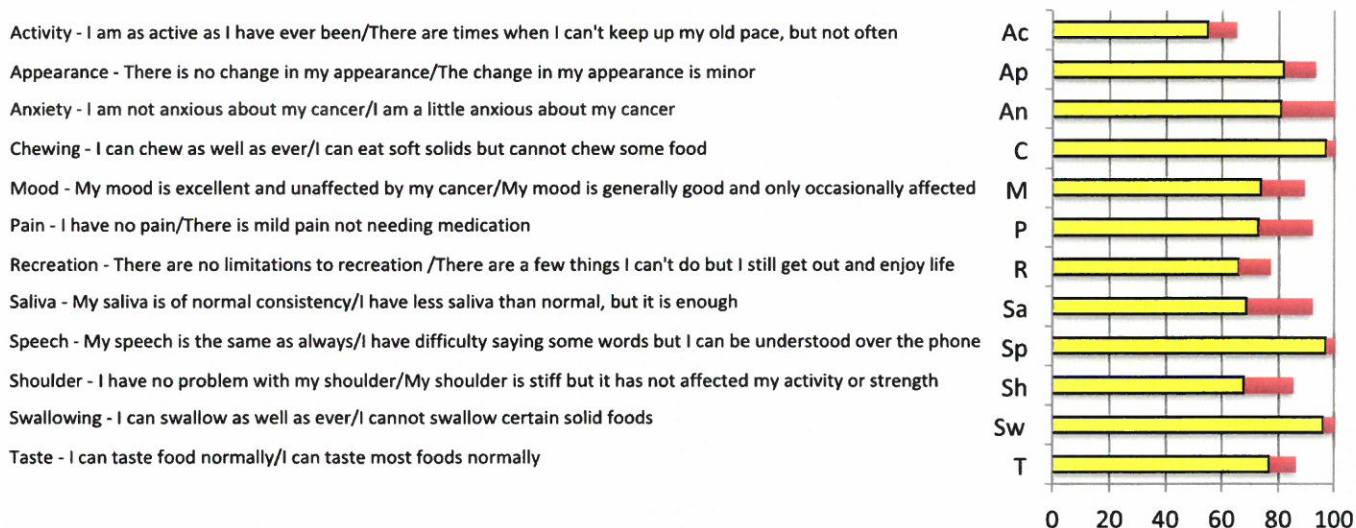 Activity - I am as active as I have ever been/There are times when I can't keep up my old pace, but not often Ac
Appearance - There is no change in my appearance/The change in my appearance is minor Ap
Anxiety - I am not anxious about my cancer/I am a little anxious about my cancer An
Chewing - I can chew as well as ever/I can eat soft solids but cannot chew some food C
Mood - My mood is excellent and unaffected by my cancer/My mood is generally good and only occasionally affected M
Pain - I have no pain/There is mild pain not needing medication P
Recreation - There are no limitations to recreation /There are a few things I can't do but I still get out and enjoy life R
Saliva - My saliva is of normal consistency/I have less saliva than normal, but it is enough Sa
Speech - My speech is the same as always/I have difficulty saying some words but I can be understood over the phone Sp
Shoulder - I have no problem with my shoulder/My shoulder is stiff but it has not affected my activity or strength Sh
Swallowing - I can swallow as well as ever/I cannot swallow certain solid foods Sw
Taste - I can taste food normally/I can taste most foods normally T
0 20 40 60 80 100